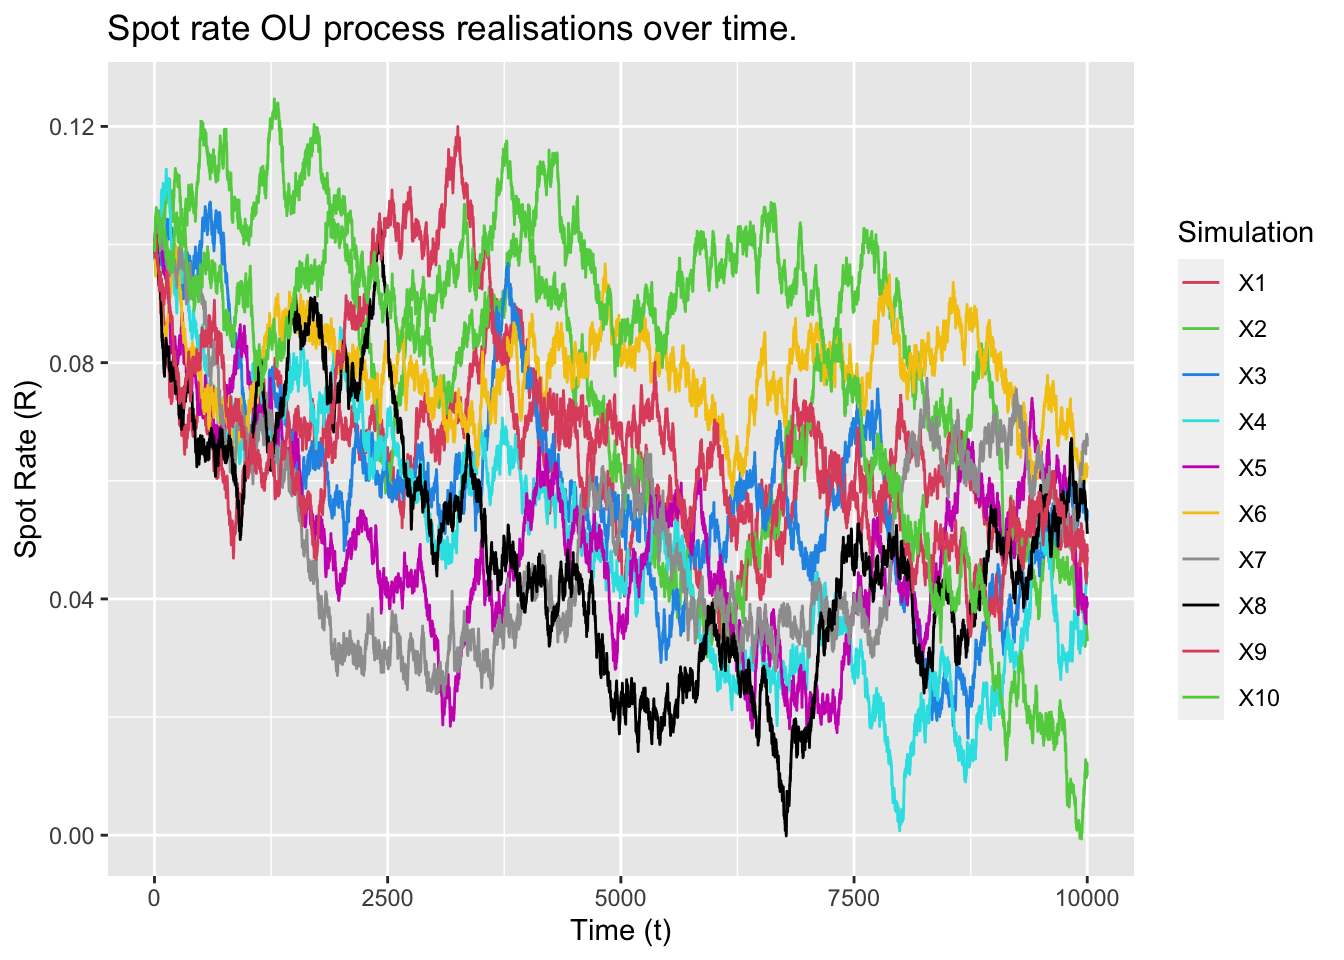 Spot rate OU process realisations over time.
0.12
0.08
0.04
0.00
Spot Rate (R)
0 2500 5000 7500 10000
Time (t)
Simulation
X1
X2
X3
X4
X5
X6
X7
X8
X9
X10